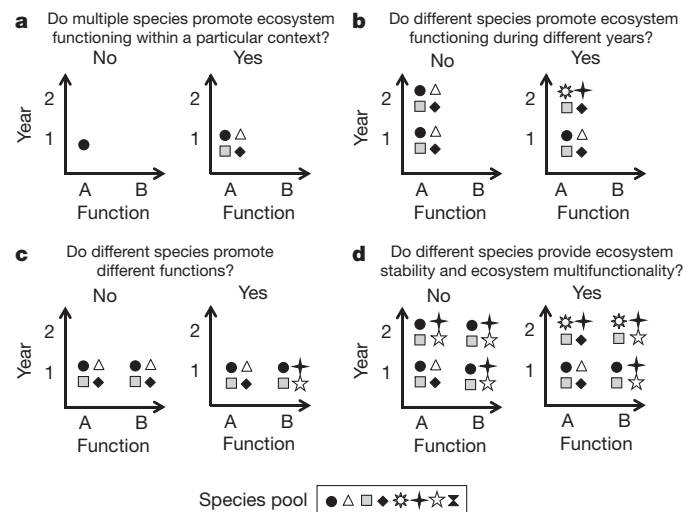 a Do multiple species promote ecosystem
functioning within a particular context?
No Yes
Year
2
1
A B
Function
2
1
A B
Function
b Do different species promote ecosystem
functioning during different years?
No Yes
Year
2
1
A B
Function
2
1
A B
Function
c Do different species promote
different functions?
No Yes
Year
2
1
A B
Function
2
1
A B
Function
d Do different species provide ecosystem
stability and ecosystem multifunctionality?
No Yes
Year
2
1
A B
Function
2
1
A B
Function
Species pool